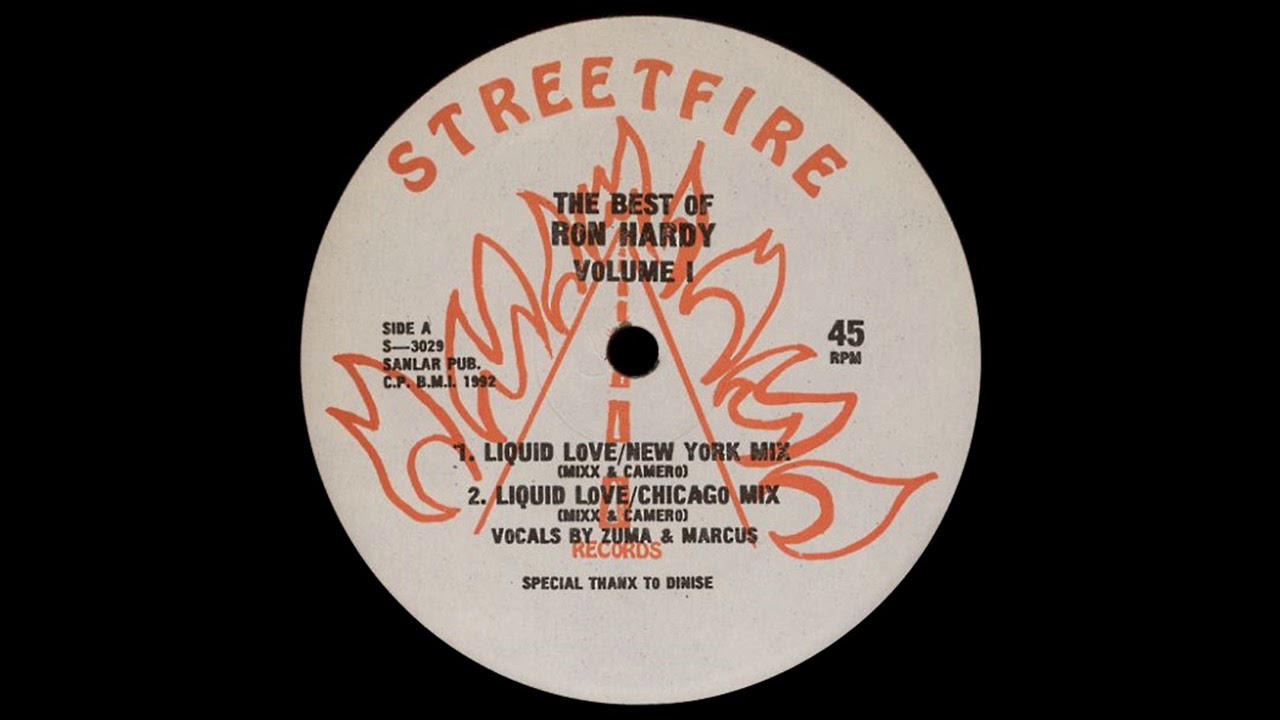 STREETFIRE
THE BEST OF
RON HARDY
VOLUME I
SIDE A
S—3029
SANLAR PUB.
C.P. B.M.I. 1992
45
RPM
1. LIQUID LOVE/NEW YORK MIX
(MIXX & CAMERO)
2. LIQUID LOVE/CHICAGO MIX
(MIXX & CAMERO)
VOCALS BY ZUMA & MARCUS
RECORDS
SPECIAL THANX TO DINISE